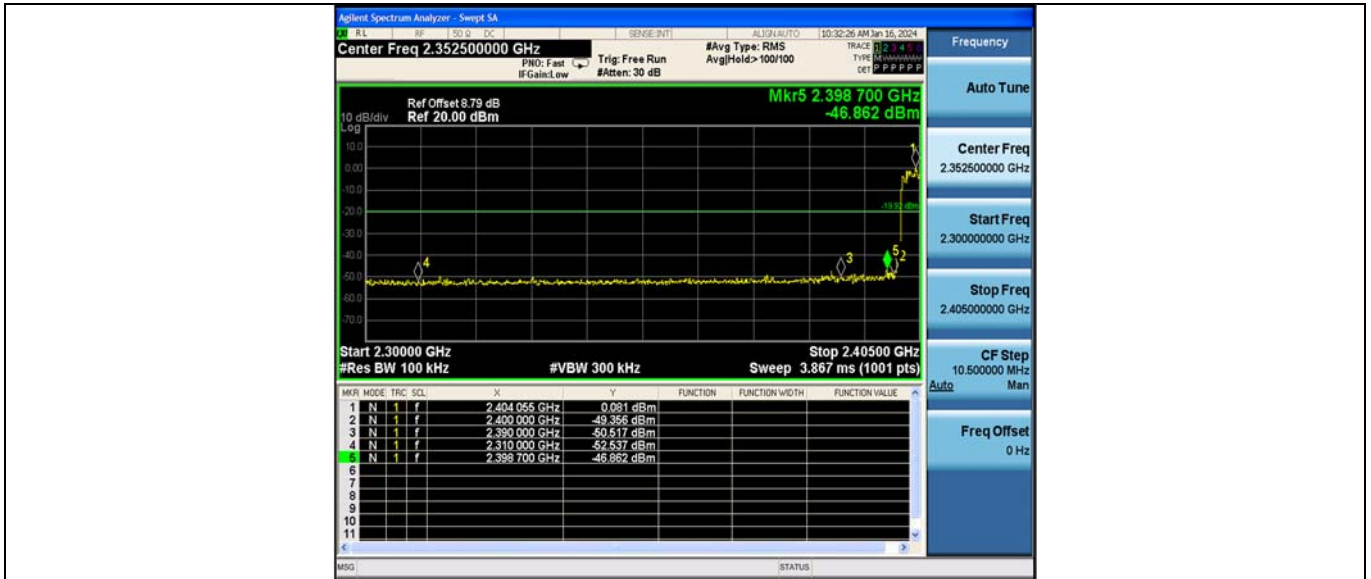 Agilent Spectrum Analyzer - Swept SA
RL RF 50 Ω DC SENSE:INT ALIGN AUTO 10:32:26 AM Jan 16, 2024
Center Freq 2.352500000 GHz #Avg Type: RMS TRACE 1 2 3 4 5 6
PNO: Fast Trig: Free Run Avg|Hold:>100/100 TYPE
IFGain:Low #Atten: 30 dB DET P P P P P P
Mkr5 2.398 700 GHz
-46.862 dBm
Ref Offset 8.79 dB
10 dB/div Ref 20.00 dBm
Log
10.0
0.00
-10.0
-20.0
-30.0
-40.0
-50.0
-60.0
-70.0
1
-19.92 dBm
4
3
5
2
Start 2.30000 GHz Stop 2.40500 GHz
#Res BW 100 kHz #VBW 300 kHz Sweep 3.867 ms (1001 pts)
MKR MODE TRC SCL X Y FUNCTION FUNCTION WIDTH FUNCTION VALUE
1 N 1 f 2.404 055 GHz 0.081 dBm
2 N 1 f 2.400 000 GHz -49.356 dBm
3 N 1 f 2.390 000 GHz -50.517 dBm
4 N 1 f 2.310 000 GHz -52.537 dBm
5 N 1 f 2.398 700 GHz -46.862 dBm
6
7
8
9
10
11
MSG STATUS
Frequency
Auto Tune
Center Freq
2.352500000 GHz
Start Freq
2.300000000 GHz
Stop Freq
2.405000000 GHz
CF Step
10.500000 MHz
Auto Man
Freq Offset
0 Hz